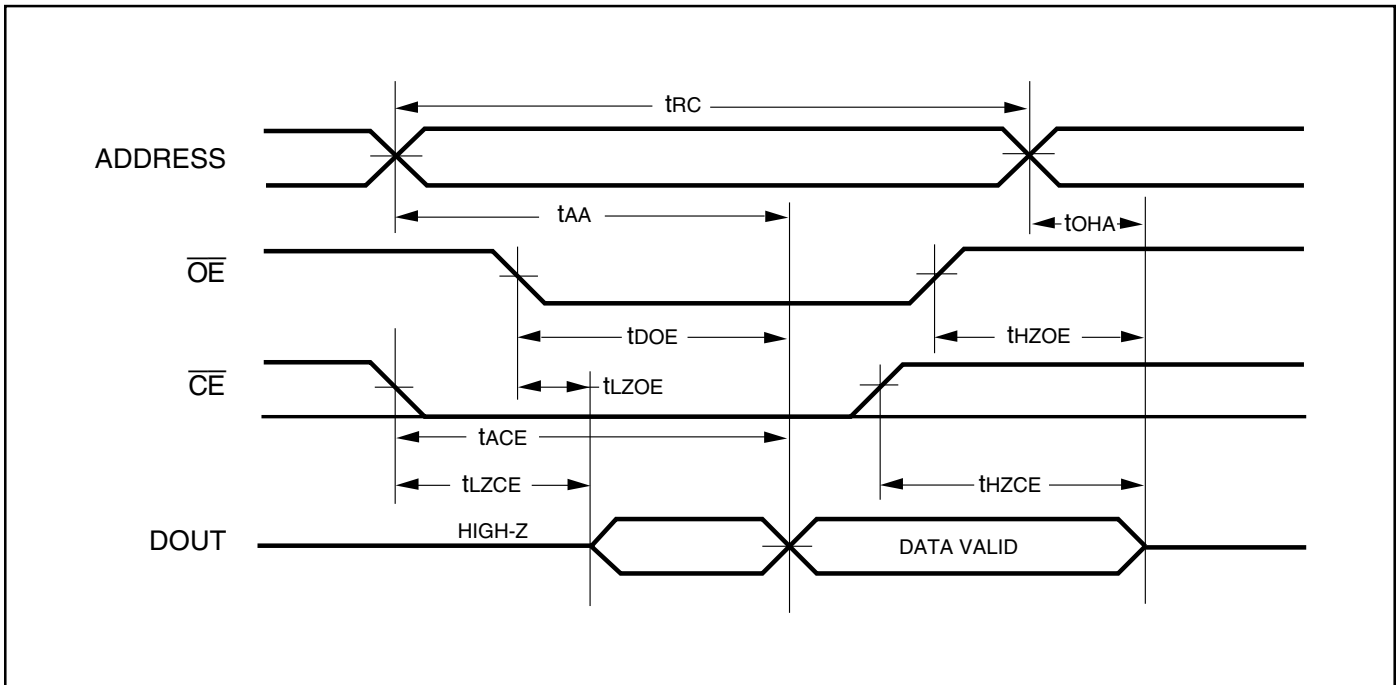 tRC
ADDRESS
tAA
tOHA
OE
tDOE
tHZOE
CE
tLZOE
tACE
tLZCE
tHZCE
HIGH-Z
DOUT
DATA VALID